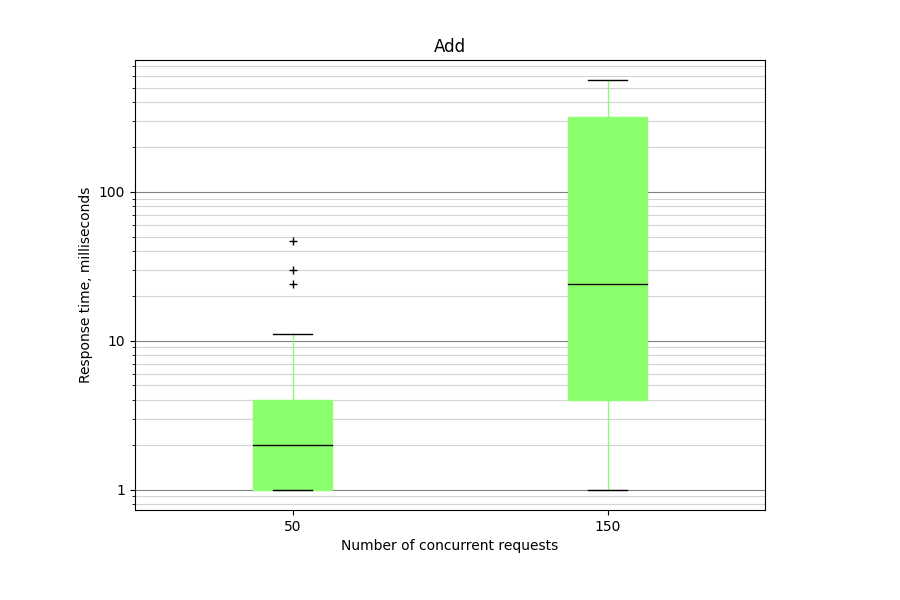 Add
Response time, milliseconds
100
10
1
50
150
Number of concurrent requests